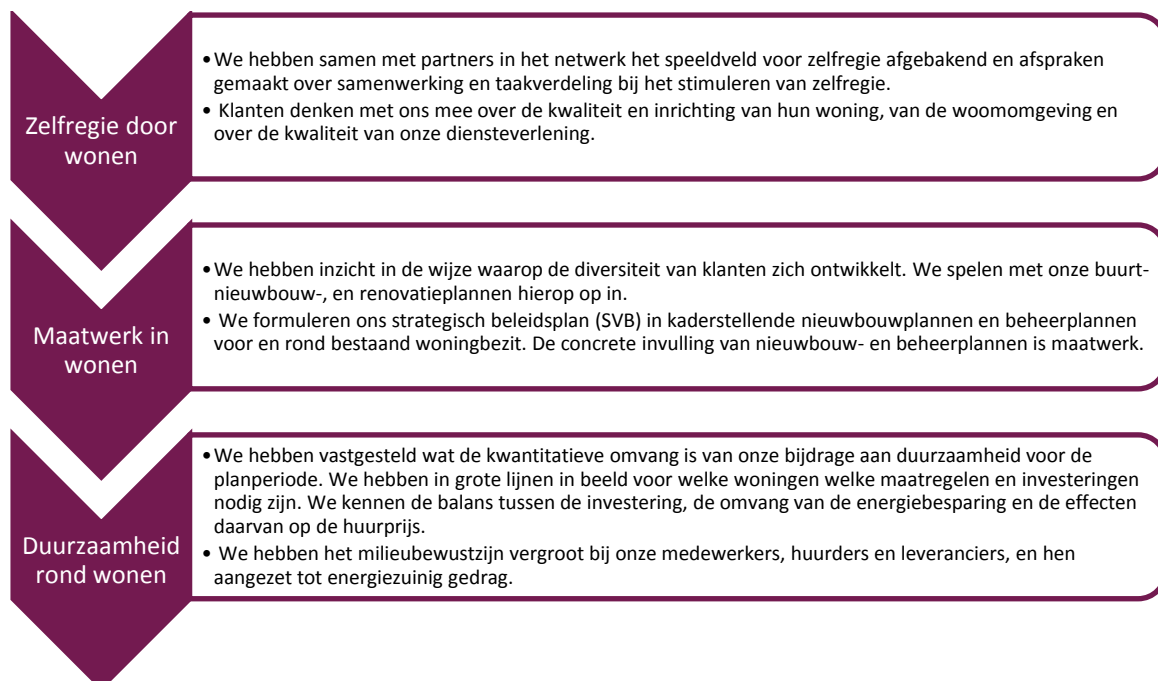 Zelfregie door
wonen
•We hebben samen met partners in het netwerk het speeldveld voor zelfregie afgebakend en afspraken
gemaakt over samenwerking en taakverdeling bij het stimuleren van zelfregie.
• Klanten denken met ons mee over de kwaliteit en inrichting van hun woning, van de woomomgeving en
over de kwaliteit van onze diensteverlening.
Maatwerk in
wonen
•We hebben inzicht in de wijze waarop de diversiteit van klanten zich ontwikkelt. We spelen met onze buurt-
nieuwbouw-, en renovatieplannen hierop op in.
• We formuleren ons strategisch beleidsplan (SVB) in kaderstellende nieuwbouwplannen en beheerplannen
voor en rond bestaand woningbezit. De concrete invulling van nieuwbouw- en beheerplannen is maatwerk.
Duurzaamheid
rond wonen
•We hebben vastgesteld wat de kwantitatieve omvang is van onze bijdrage aan duurzaamheid voor de
planperiode. We hebben in grote lijnen in beeld voor welke woningen welke maatregelen en investeringen
nodig zijn. We kennen de balans tussen de investering, de omvang van de energiebesparing en de effecten
daarvan op de huurprijs.
• We hebben het milieubewustzijn vergroot bij onze medewerkers, huurders en leveranciers, en hen
aangezet tot energiezuinig gedrag.